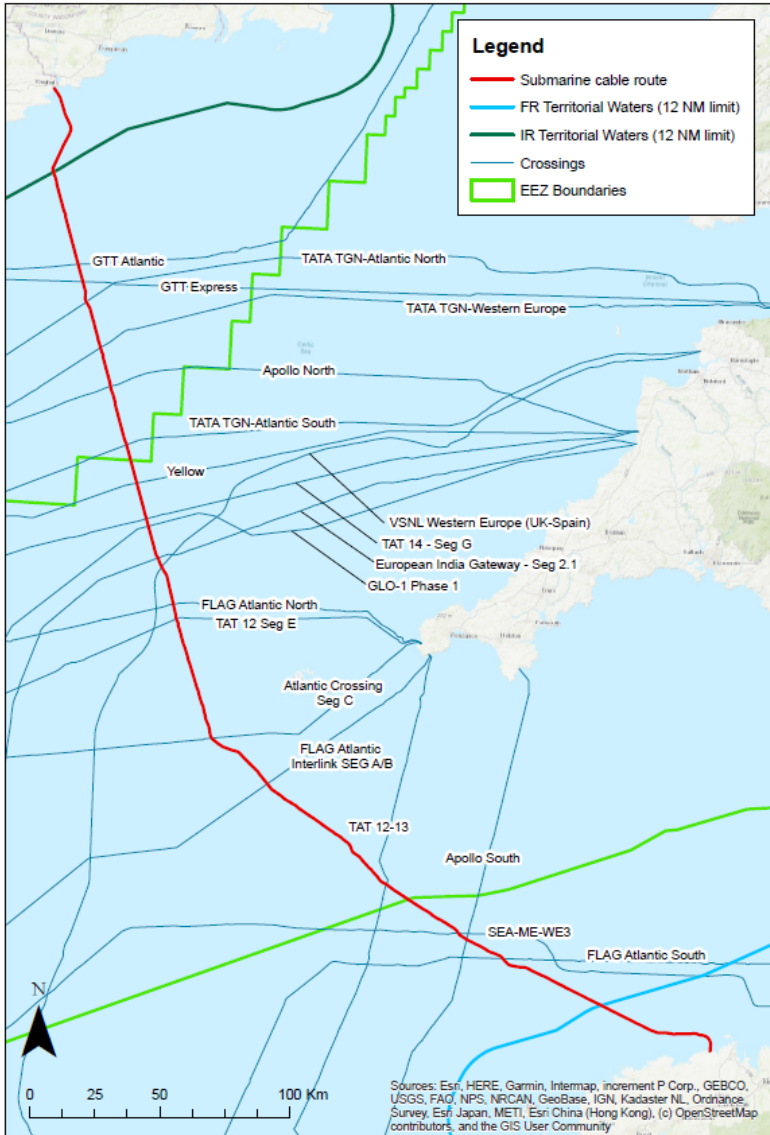 Legend
Submarine cable route
FR Territorial Waters (12 NM limit)
IR Territorial Waters (12 NM limit)
Crossings
EEZ Boundaries
GTT Atlantic
TATA TGN-Atlantic North
GTT Express
TATA TGN-Western Europe
Apollo North
TATA TGN-Atlantic South
Yellow
VSNL Western Europe (UK-Spain)
TAT 14 - Seg G
European India Gateway - Seg 2.1
GLO-1 Phase 1
FLAG Atlantic North
TAT 12 Seg E
Atlantic Crossing
Seg C
FLAG Atlantic
Interlink SEG A/B
TAT 12-13
Apollo South
SEA-ME-WE3
FLAG Atlantic South
N
0 25 50 100 Km
Sources: Esri, HERE, Garmin, Intermap, increment P Corp., GEBCO,
USGS, FAO, NPS, NRCAN, GeoBase, IGN, Kadaster NL, Ordnance
Survey, Esri Japan, METI, Esri China (Hong Kong), (c) OpenStreetMap
contributors, and the GIS User Community